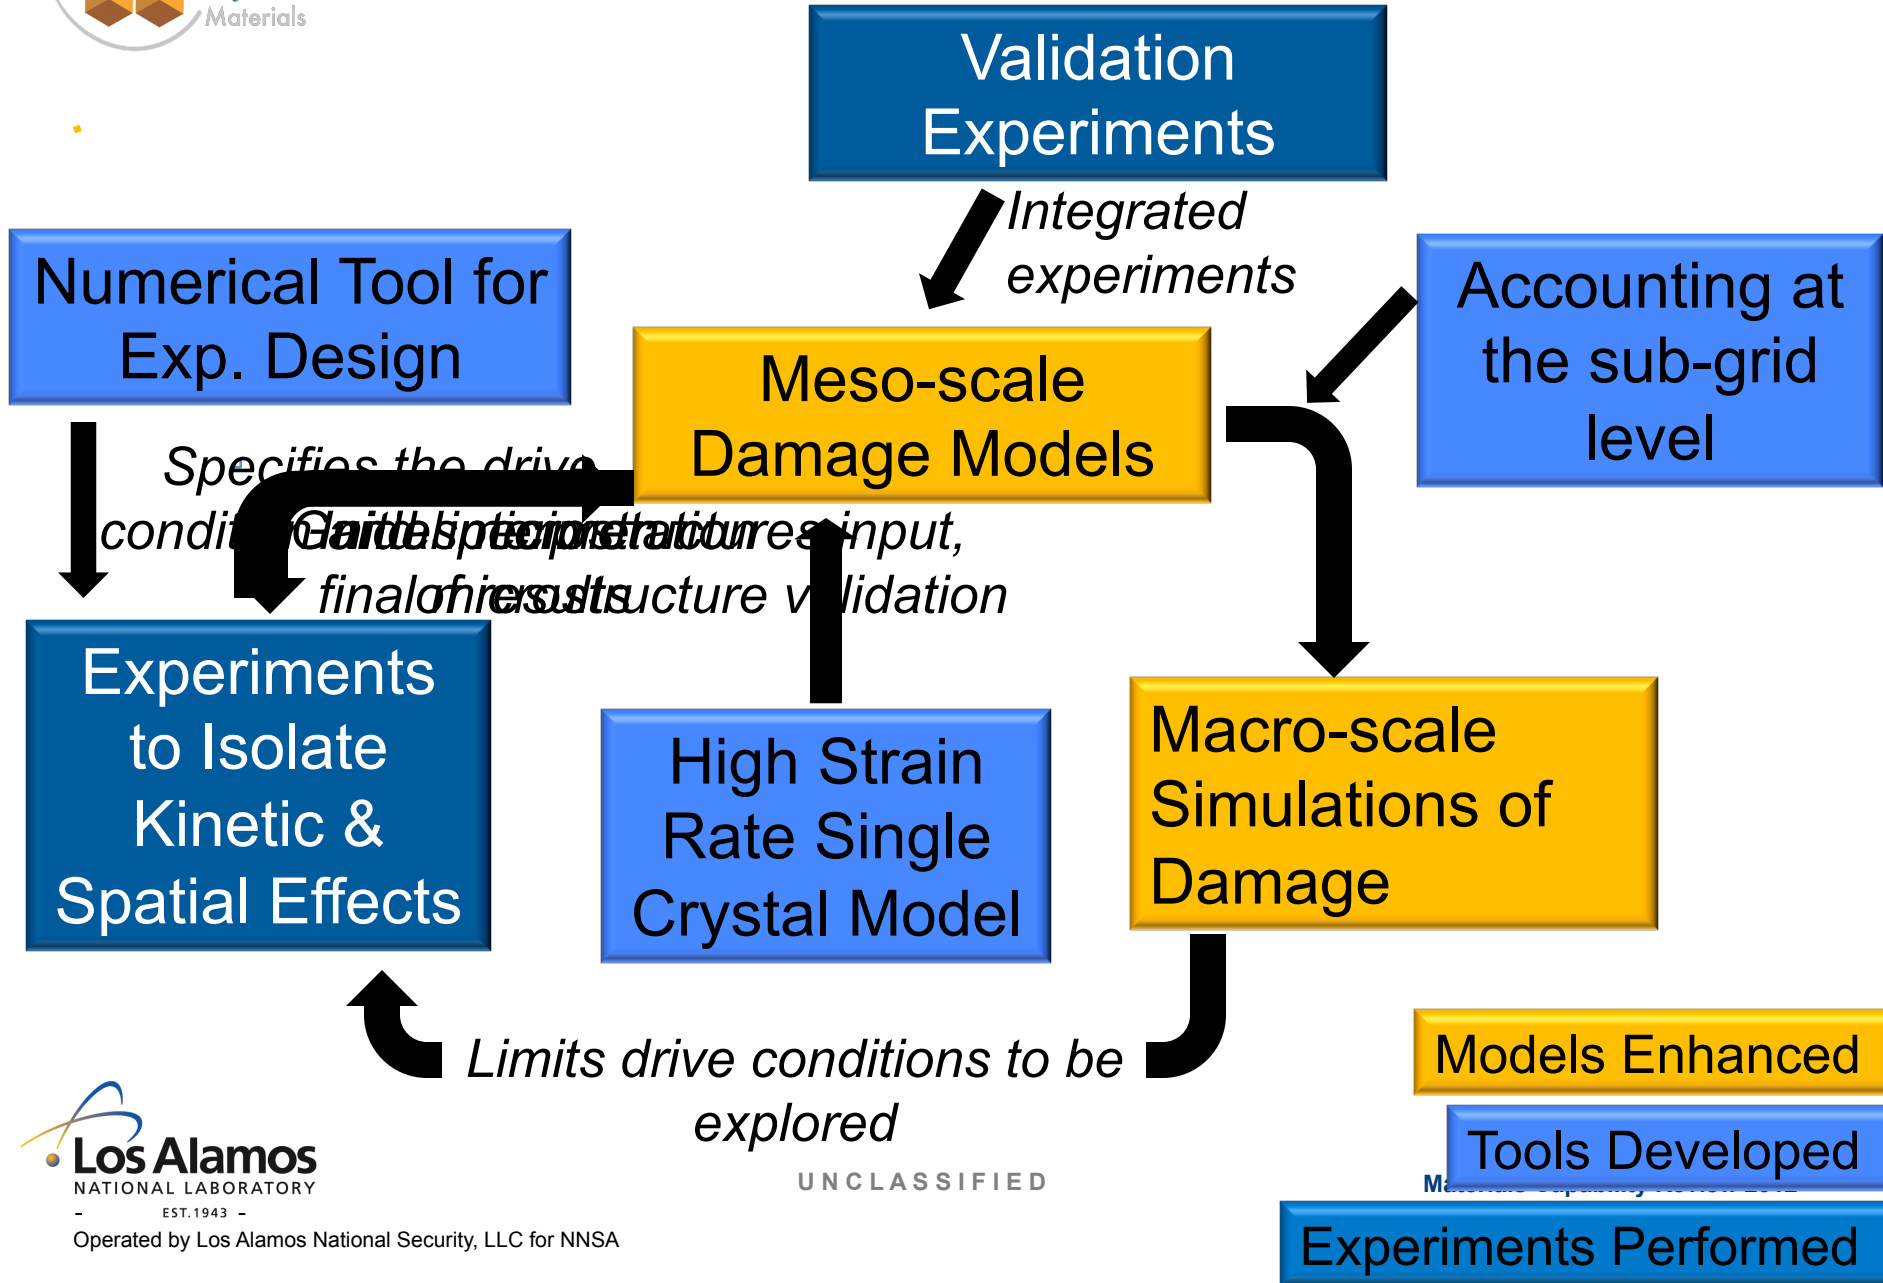 Materials
Validation
Experiments
Integrated
experiments
Numerical Tool for
Exp. Design
Accounting at
the sub-grid
level
Meso-scale
Damage Models
Specifies the drive
input,
final
validation
Experiments
to Isolate
Kinetic &
Spatial Effects
High Strain
Rate Single
Crystal Model
Macro-scale
Simulations of
Damage
Limits drive conditions to be
explored
Models Enhanced
Tools Developed
Experiments Performed
Los Alamos
NATIONAL LABORATORY
EST.1943
UNCLASSIFIED
Operated by Los Alamos National Security, LLC for NNSA